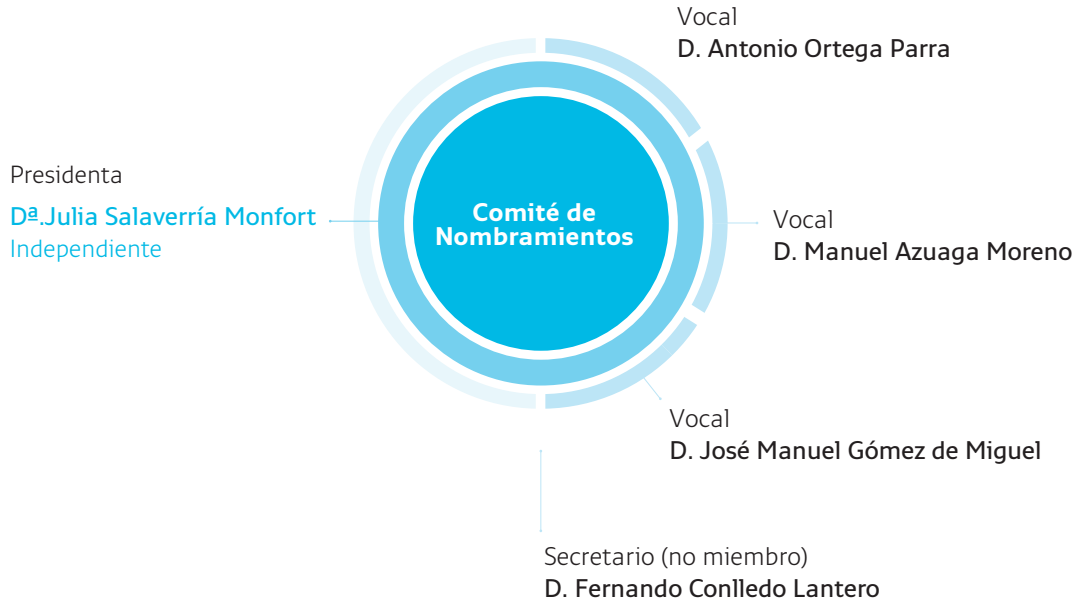 Vocal
D. Antonio Ortega Parra
Presidenta
Dª.Julia Salaverría Monfort
Independiente
Comité de
Nombramientos
Vocal
D. Manuel Azuaga Moreno
Vocal
D. José Manuel Gómez de Miguel
Secretario (no miembro)
D. Fernando Conlledo Lantero